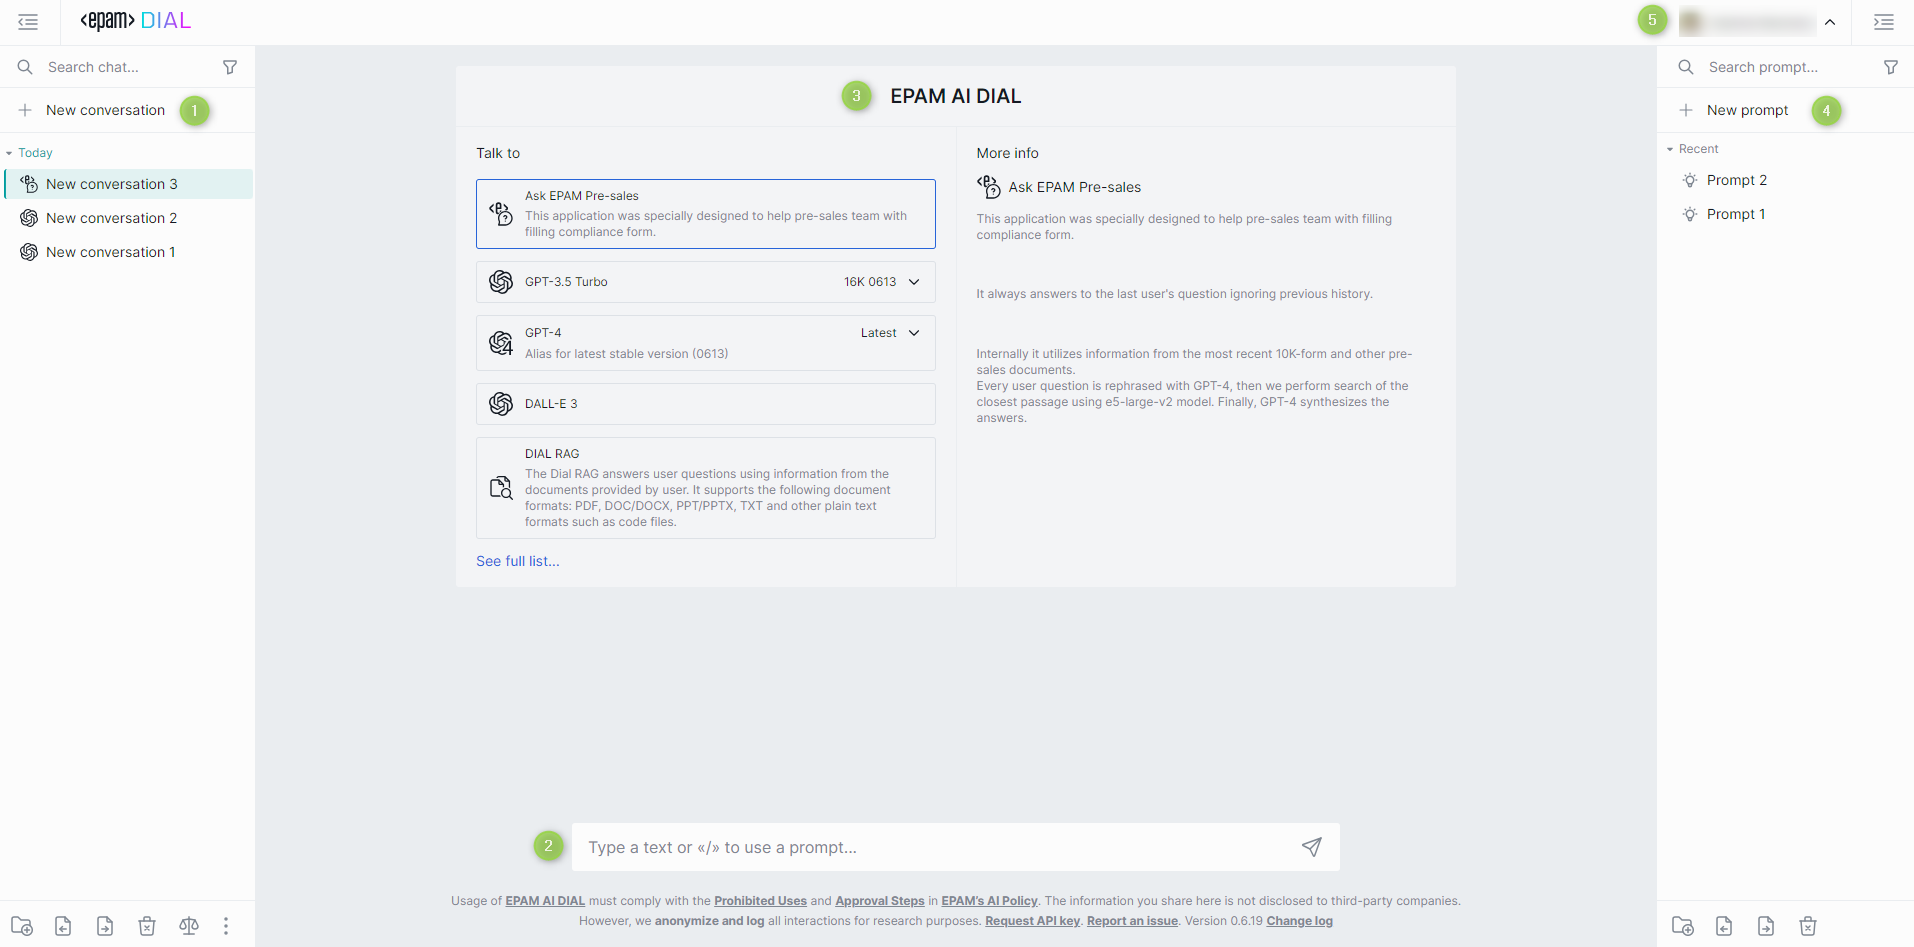 <epam> DIAL
5
Search chat...
Search prompt...
New conversation 1
3 EPAM AI DIAL
New prompt 4
Today
New conversation 3
New conversation 2
New conversation 1
Talk to
Ask EPAM Pre-sales
This application was specially designed to help pre-sales team with
filling compliance form.
GPT-3.5 Turbo 16K 0613
GPT-4 Latest
Alias for latest stable version (0613)
DALL-E 3
DIAL RAG
The Dial RAG answers user questions using information from the
documents provided by user. It supports the following document
formats: PDF, DOC/DOCX, PPT/PPTX, TXT and other plain text
formats such as code files.
See full list...
More info
Ask EPAM Pre-sales
This application was specially designed to help pre-sales team with filling
compliance form.
It always answers to the last user's question ignoring previous history.
Internally it utilizes information from the most recent 10K-form and other pre-
sales documents.
Every user question is rephrased with GPT-4, then we perform search of the
closest passage using e5-large-v2 model. Finally, GPT-4 synthesizes the
answers.
Recent
Prompt 2
Prompt 1
2 Type a text or «/» to use a prompt...
Usage of EPAM AI DIAL must comply with the Prohibited Uses and Approval Steps in EPAM's AI Policy. The information you share here is not disclosed to third-party companies.
However, we anonymize and log all interactions for research purposes. Request API key. Report an issue. Version 0.6.19 Change log